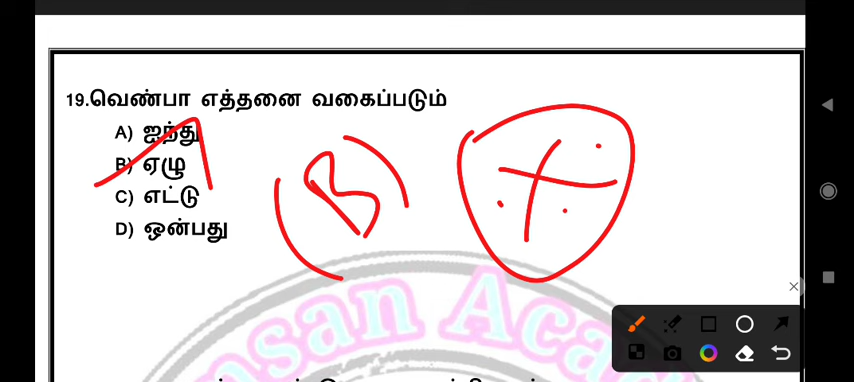 19.வெண்பா எத்தனை வகைப்படும்
A) ஐந்து
B) ஏழு
C) எட்டு
D) ஒன்பது
(B)